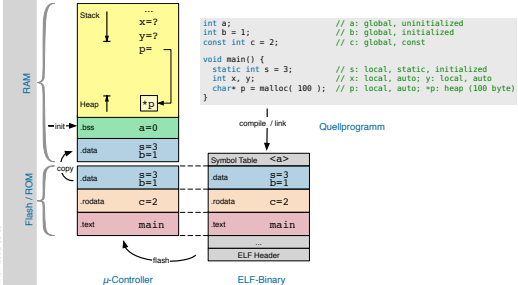 RAM
Flash / ROM
Stack
...
x=?
y=?
p=
Heap
*p
init
.bss
a=0
.data
s=3
b=1
copy
.data
s=3
b=1
.rodata
c=2
.text
main
flash
µ-Controller
int a; // a: global, uninitialized
int b = 1; // b: global, initialized
const int c = 2; // c: global, const
void main() {
static int s = 3; // s: local, static, initialized
int x, y; // x: local, auto; y: local, auto
char* p = malloc( 100 ); // p: local, auto; *p: heap (100 byte)
}
compile / link
Quellprogramm
Symbol Table <a>
.data
s=3
b=1
.rodata
c=2
.text
main
...
ELF Header
ELF-Binary